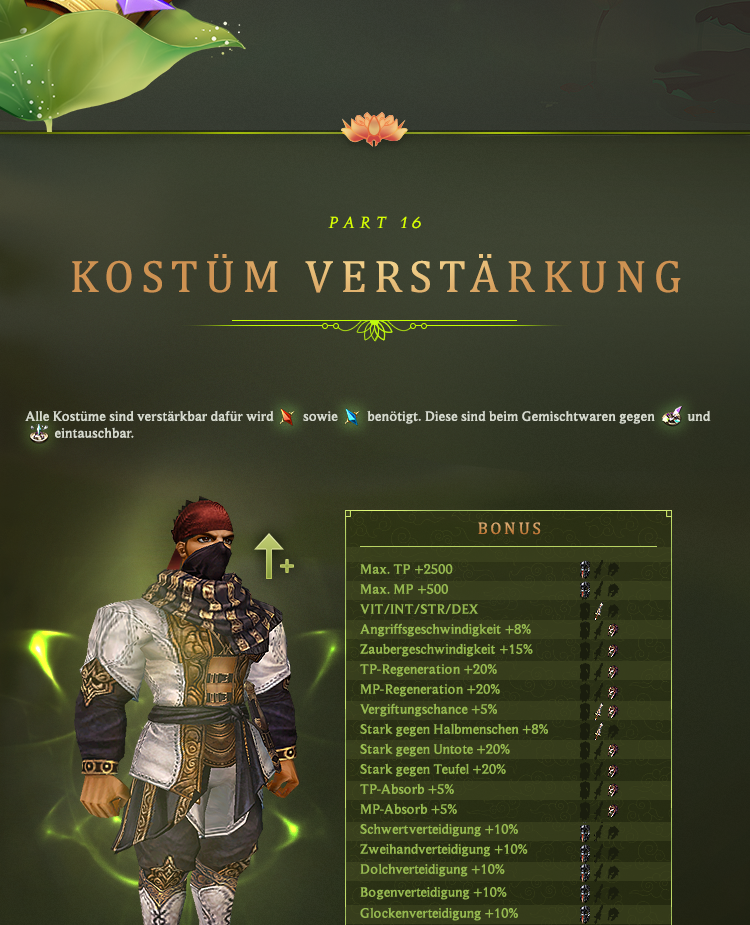 PART 16
KOSTÜM VERSTÄRKUNG
Alle Kostüme sind verstärkbar dafür wird sowie benötigt. Diese sind beim Gemischtwaren gegen und
eintauschbar.
BONUS
Max. TP +2500
Max. MP +500
VIT/INT/STR/DEX
Angriffsgeschwindigkeit +8%
Zaubergeschwindigkeit +15%
TP-Regeneration +20%
MP-Regeneration +20%
Vergiftungschance +5%
Stark gegen Halbmenschen +8%
Stark gegen Untote +20%
Stark gegen Teufel +20%
TP-Absorb +5%
MP-Absorb +5%
Schwertverteidigung +10%
Zweihandverteidigung +10%
Dolchverteidigung +10%
Bogenverteidigung +10%
Glockenverteidigung +10%